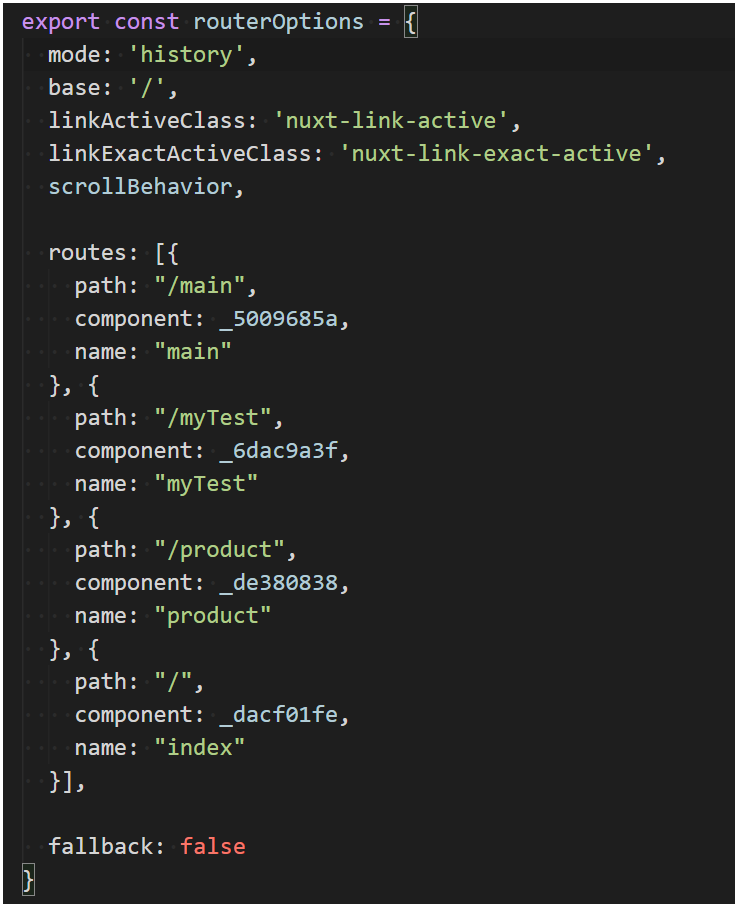 export const routerOptions = {
  mode: 'history',
  base: '/',
  linkActiveClass: 'nuxt-link-active',
  linkExactActiveClass: 'nuxt-link-exact-active',
  scrollBehavior,

  routes: [{
    path: "/main",
    component: _5009685a,
    name: "main"
  }, {
    path: "/myTest",
    component: _6dac9a3f,
    name: "myTest"
  }, {
    path: "/product",
    component: _de380838,
    name: "product"
  }, {
    path: "/",
    component: _dacf01fe,
    name: "index"
  }],

  fallback: false
}